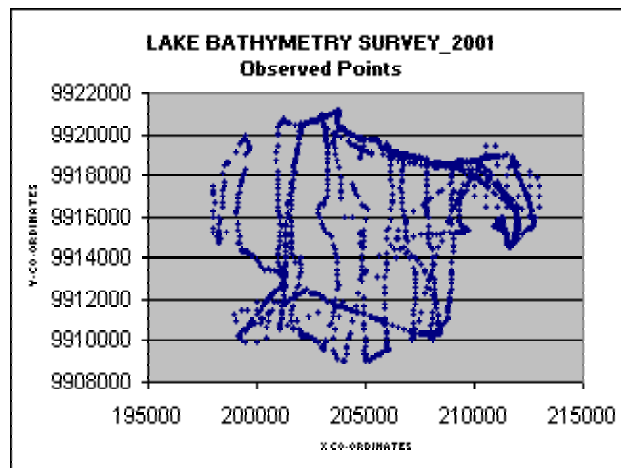 LAKE BATHYMETRY SURVEY_2001
Observed Points
9922000
9920000
9918000
9916000
9914000
9912000
9910000
9908000
Y-CO-ORDINATES
195000 200000 205000 210000 215000
X CO-ORDINATES